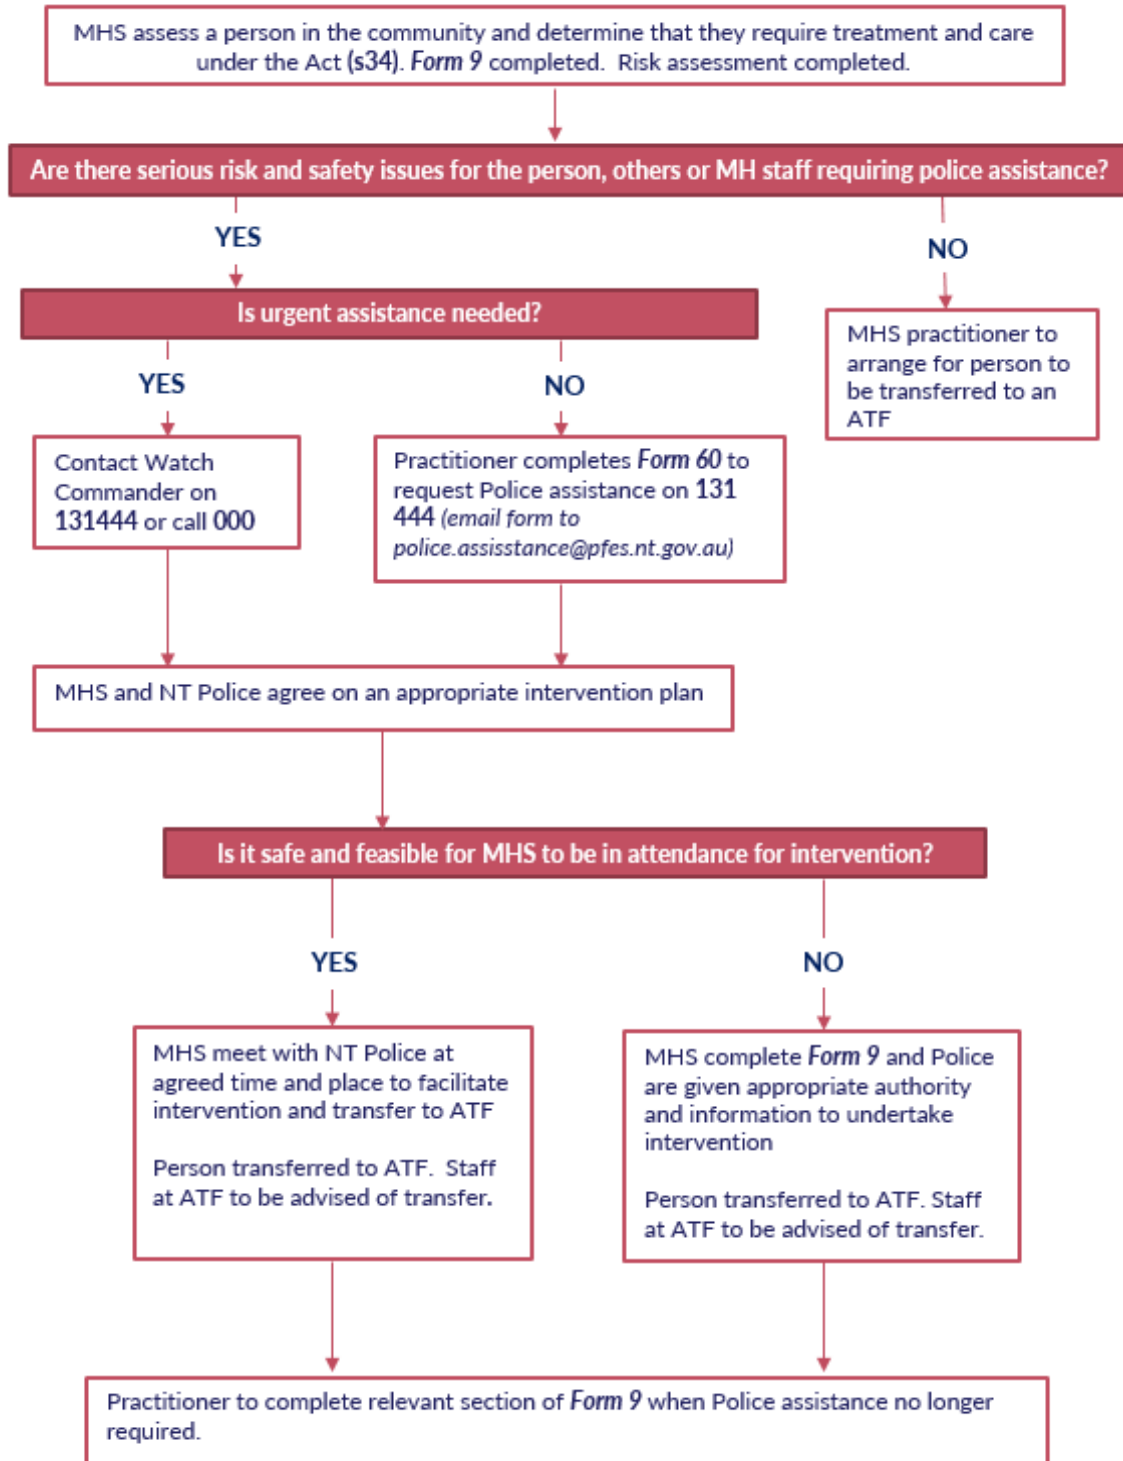 MHS assess a person in the community and determine that they require treatment and care
under the Act (s34). Form 9 completed. Risk assessment completed.
Are there serious risk and safety issues for the person, others or MH staff requiring police assistance?
YES
NO
Is urgent assistance needed?
MHS practitioner to
arrange for person to
be transferred to an
ATF
YES
NO
Contact Watch
Commander on
131444 or call 000
Practitioner completes Form 60 to
request Police assistance on 131
444 (email form to
police.assisstance@pfes.nt.gov.au)
MHS and NT Police agree on an appropriate intervention plan
Is it safe and feasible for MHS to be in attendance for intervention?
YES
NO
MHS meet with NT Police at
agreed time and place to facilitate
intervention and transfer to ATF
Person transferred to ATF. Staff
at ATF to be advised of transfer.
MHS complete Form 9 and Police
are given appropriate authority
and information to undertake
intervention
Person transferred to ATF. Staff
at ATF to be advised of transfer.
Practitioner to complete relevant section of Form 9 when Police assistance no longer
required.